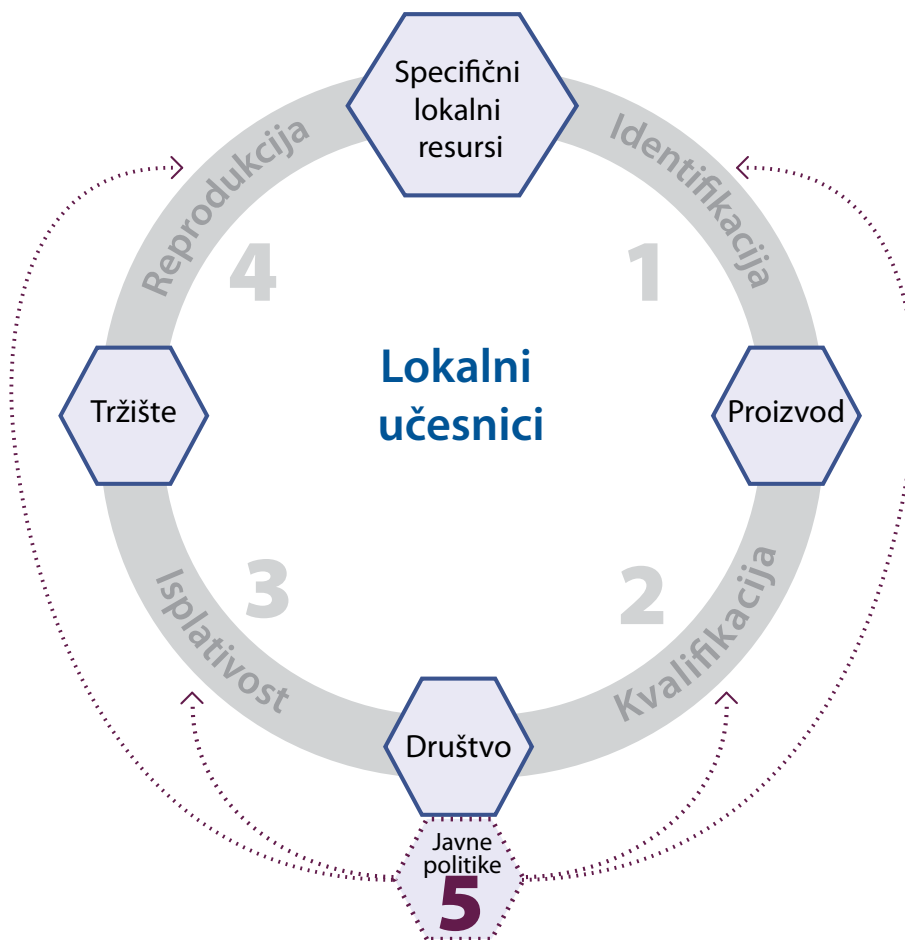 Specifični
lokalni
resursi
Identifikacija
1
Proizvod
Kvalifikacija
2
Društvo
Isplativost
3
Tržište
Reprodukcija
4
Lokalni
učesnici
Javne
politike
5